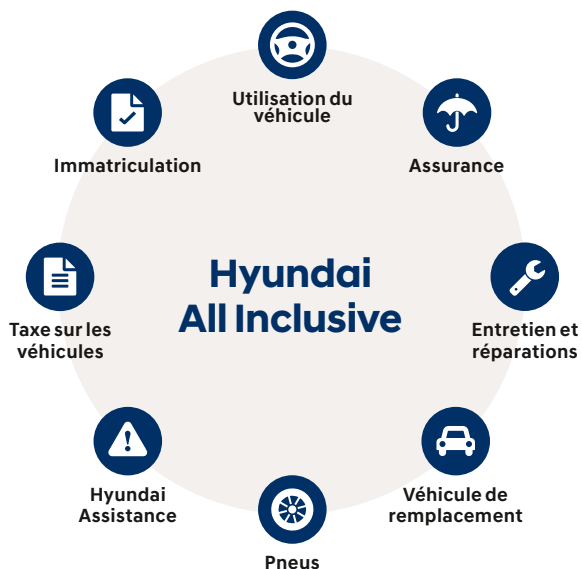 Utilisation du
véhicule
Immatriculation
Assurance
Hyundai
All Inclusive
Taxe sur les
véhicules
Entretien et
réparations
Hyundai
Assistance
Véhicule de
remplacement
Pneus